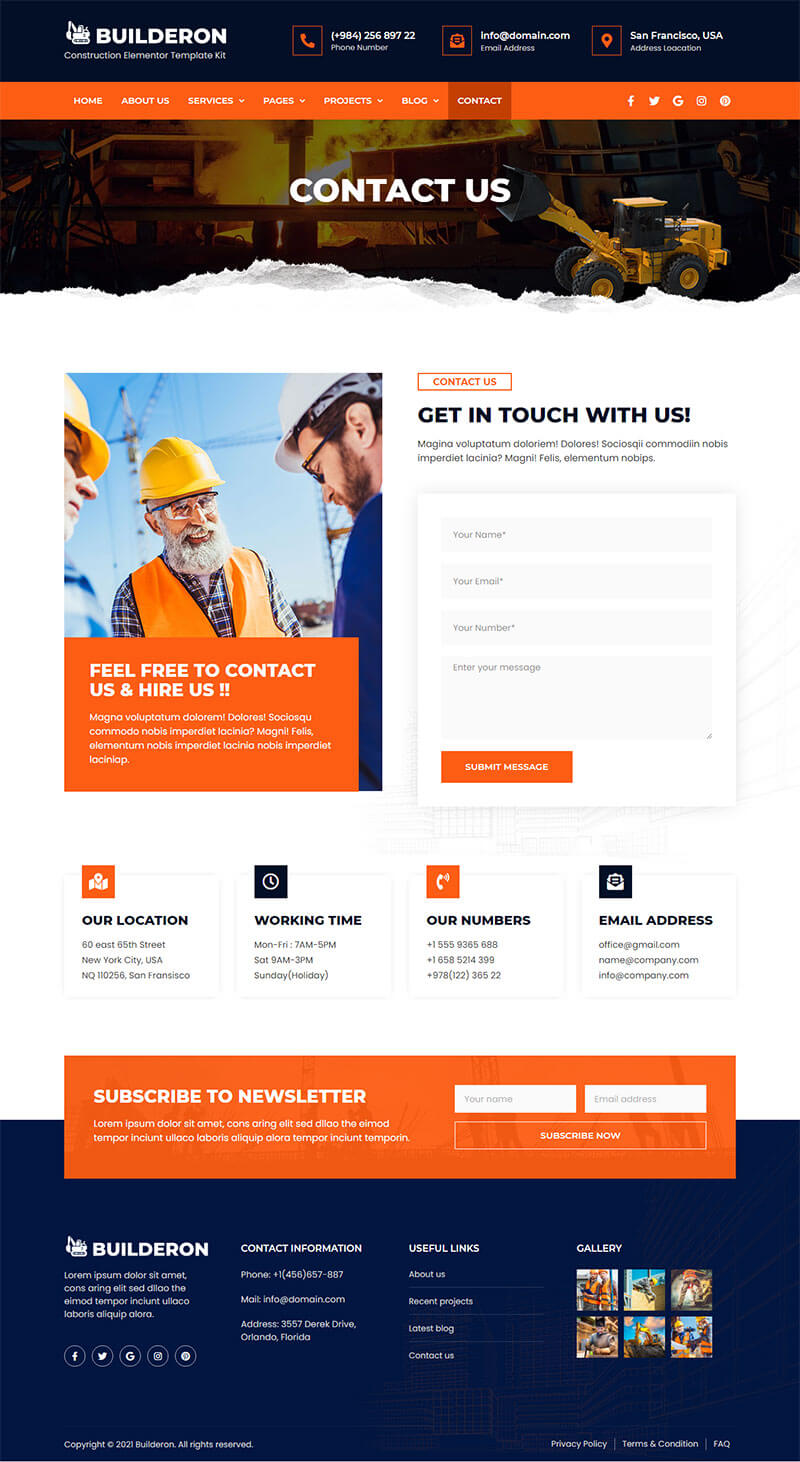 BUILDERON
Construction Elementor Template Kit
(+984) 256 897 22
Phone Number
info@domain.com
Email Address
San Francisco, USA
Address Loacation
HOME ABOUT US SERVICES PAGES PROJECTS BLOG CONTACT
CONTACT US
CONTACT US
GET IN TOUCH WITH US!
Magina voluptatum doloriem! Dolores! Sociosqii commodiin nobis
imperdiet lacinia? Magni! Felis, elementum nobips.
Your Name*
Your Email*
Your Number*
Enter your message
SUBMIT MESSAGE
FEEL FREE TO CONTACT
US & HIRE US !!
Magna voluptatum dolorem! Dolores! Sociosqu
commodo nobis imperdiet lacinia? Magni! Felis,
elementum nobis imperdiet lacinia nobis imperdiet
laciniap.
OUR LOCATION
60 east 65th Street
New York City, USA
NQ 110256, San Fransisco
WORKING TIME
Mon-Fri : 7AM-5PM
Sat 9AM-3PM
Sunday(Holiday)
OUR NUMBERS
+1 555 9365 688
+1 658 5214 399
+978(122) 365 22
EMAIL ADDRESS
office@gmail.com
name@company.com
info@company.com
SUBSCRIBE TO NEWSLETTER
Lorem ipsum dolor sit amet, cons aring elit sed dllao the eimod
tempor inciunt ullaco laboris aliquip alora tempor inciunt temporin.
Your name
Email address
SUBSCRIBE NOW
BUILDERON
Lorem ipsum dolor sit amet,
cons aring elit sed dllao the
eimod tempor inciunt ullaco
laboris aliquip alora.
CONTACT INFORMATION
Phone: +1(456)657-887
Mail: info@domain.com
Address: 3557 Derek Drive,
Orlando, Florida
USEFUL LINKS
About us
Recent projects
Latest blog
Contact us
GALLERY
Copyright © 2021 Builderon. All rights reserved.
Privacy Policy Terms & Condition FAQ